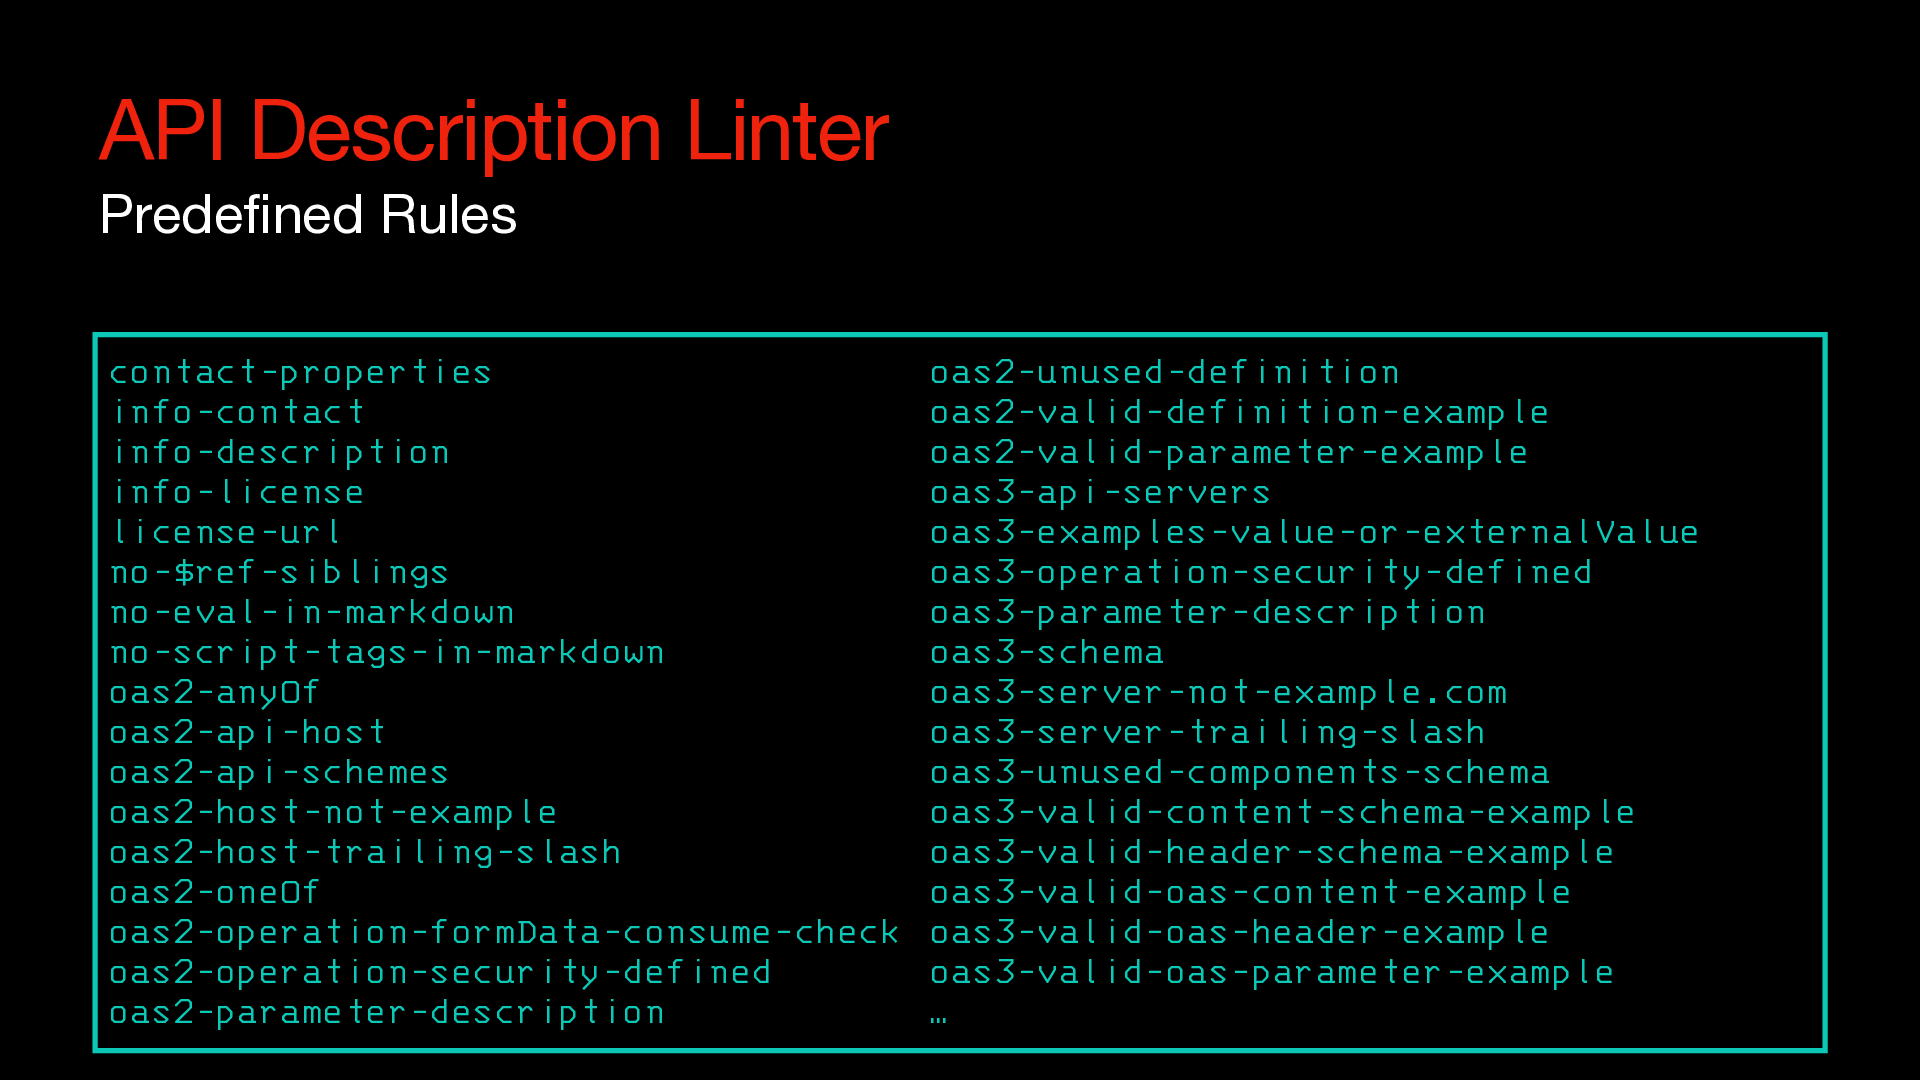 API Description Linter
Predefined Rules
contact-properties
info-contact
info-description
info-license
license-url
no-$ref-siblings
no-eval-in-markdown
no-script-tags-in-markdown
oas2-anyOf
oas2-api-host
oas2-api-schemes
oas2-host-not-example
oas2-host-trailing-slash
oas2-oneOf
oas2-operation-formData-consume-check
oas2-operation-security-defined
oas2-parameter-description
oas2-unused-definition
oas2-valid-definition-example
oas2-valid-parameter-example
oas3-api-servers
oas3-examples-value-or-externalValue
oas3-operation-security-defined
oas3-parameter-description
oas3-schema
oas3-server-not-example.com
oas3-server-trailing-slash
oas3-unused-components-schema
oas3-valid-content-schema-example
oas3-valid-header-schema-example
oas3-valid-oas-content-example
oas3-valid-oas-header-example
oas3-valid-oas-parameter-example
…